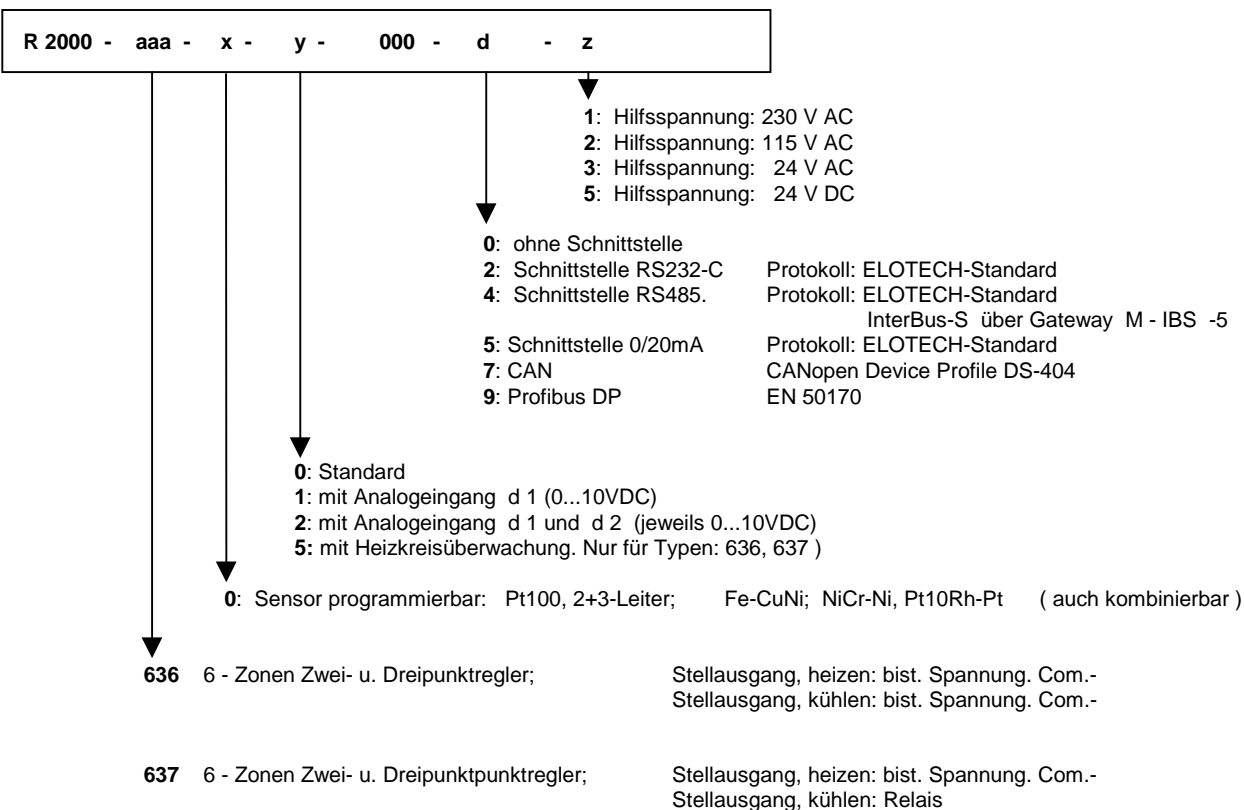 R 2000 - aaa - x - y - 000 - d - z
1: Hilfsspannung: 230 V AC
2: Hilfsspannung: 115 V AC
3: Hilfsspannung: 24 V AC
5: Hilfsspannung: 24 V DC
0: ohne Schnittstelle
2: Schnittstelle RS232-C Protokoll: ELOTECH-Standard
4: Schnittstelle RS485. Protokoll: ELOTECH-Standard
InterBus-S über Gateway M - IBS -5
5: Schnittstelle 0/20mA Protokoll: ELOTECH-Standard
7: CAN CANopen Device Profile DS-404
9: Profibus DP EN 50170
0: Standard
1: mit Analogeingang d 1 (0...10VDC)
2: mit Analogeingang d 1 und d 2 (jeweils 0...10VDC)
5: mit Heizkreisüberwachung. Nur für Typen: 636, 637 )
0: Sensor programmierbar: Pt100, 2+3-Leiter; Fe-CuNi; NiCr-Ni, Pt10Rh-Pt ( auch kombinierbar )
636 6 - Zonen Zwei- u. Dreipunktregler; Stellausgang, heizen: bist. Spannung. Com.-
Stellausgang, kühlen: bist. Spannung. Com.-
637 6 - Zonen Zwei- u. Dreipunktpunktregler; Stellausgang, heizen: bist. Spannung. Com.-
Stellausgang, kühlen: Relais